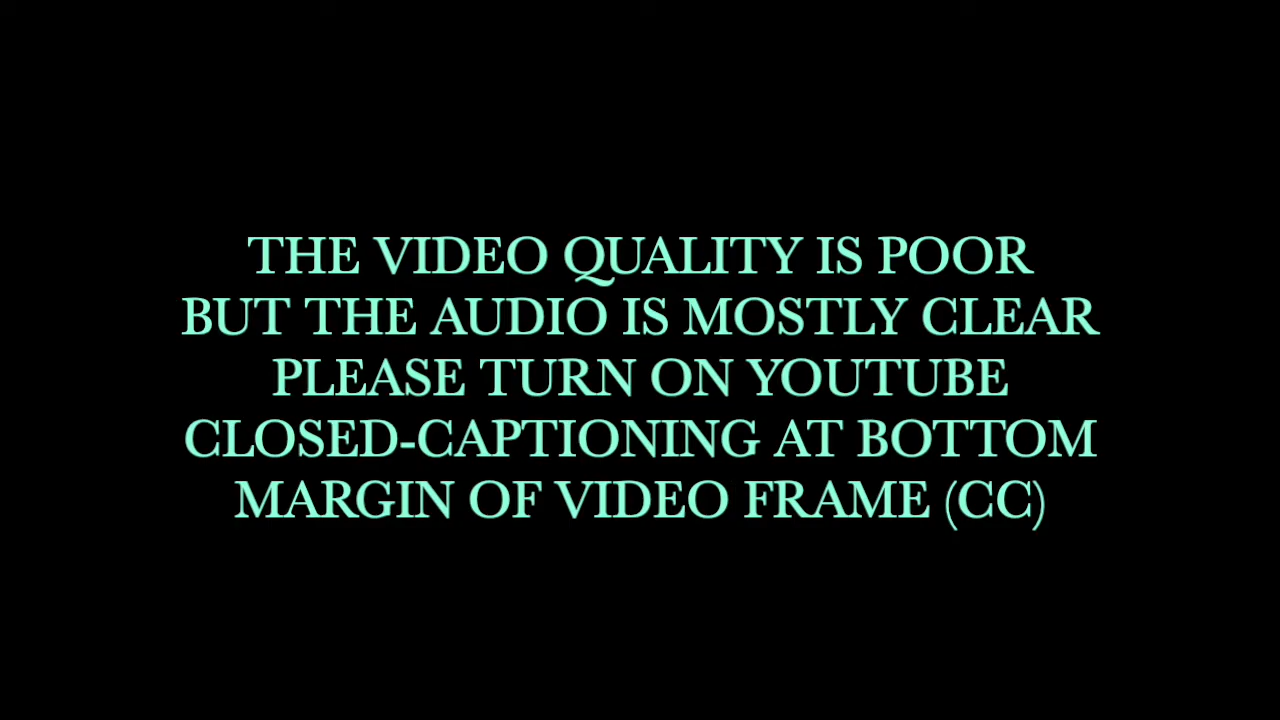 THE VIDEO QUALITY IS POOR
BUT THE AUDIO IS MOSTLY CLEAR
PLEASE TURN ON YOUTUBE
CLOSED-CAPTIONING AT BOTTOM
MARGIN OF VIDEO FRAME (CC)